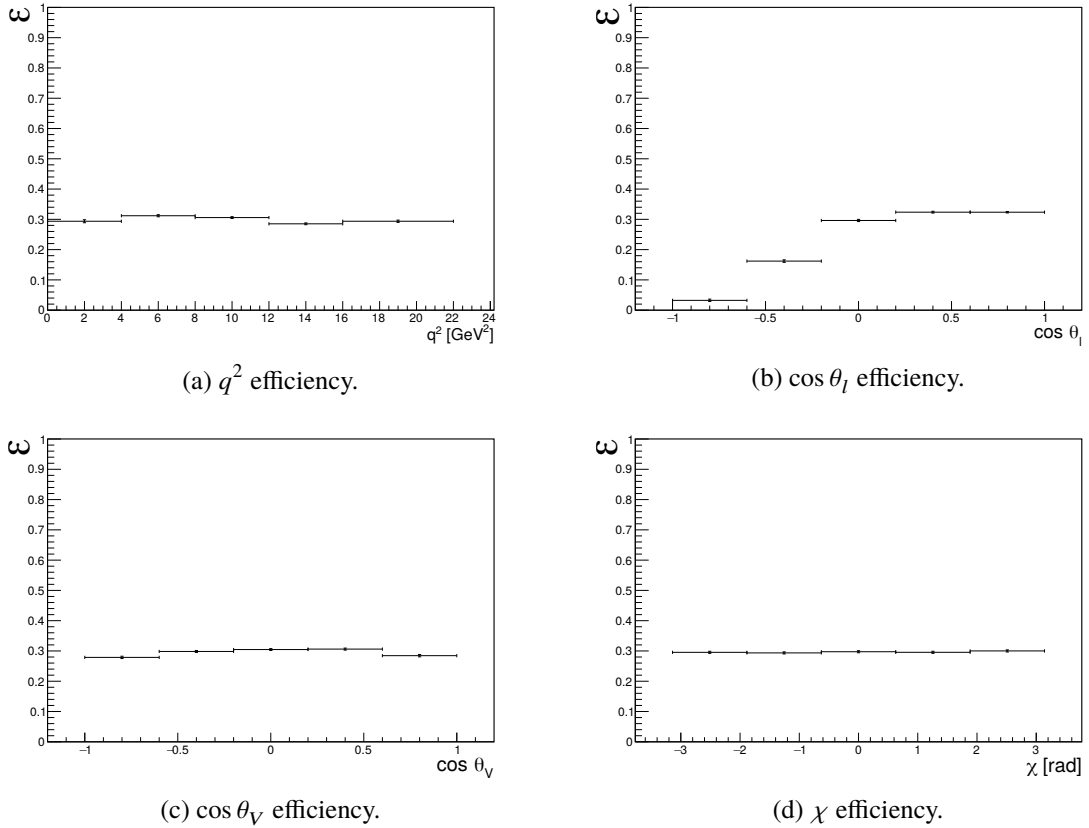 ε
1
0.9
0.8
0.7
0.6
0.5
0.4
0.3
0.2
0.1
0
0 2 4 6 8 10 12 14 16 18 20 22 24
q² [GeV²]
(a) q² efficiency.
ε
1
0.9
0.8
0.7
0.6
0.5
0.4
0.3
0.2
0.1
0
−1 −0.5 0 0.5 1
cos θ_l
(b) cos θ_l efficiency.
ε
1
0.9
0.8
0.7
0.6
0.5
0.4
0.3
0.2
0.1
0
−1 −0.5 0 0.5 1
cos θ_V
(c) cos θ_V efficiency.
ε
1
0.9
0.8
0.7
0.6
0.5
0.4
0.3
0.2
0.1
0
−3 −2 −1 0 1 2 3
χ [rad]
(d) χ efficiency.